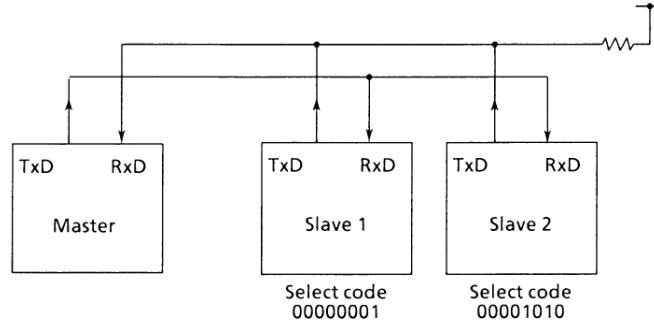 TxD RxD
Master
TxD RxD
Slave 1
Select code
00000001
TxD RxD
Slave 2
Select code
00001010